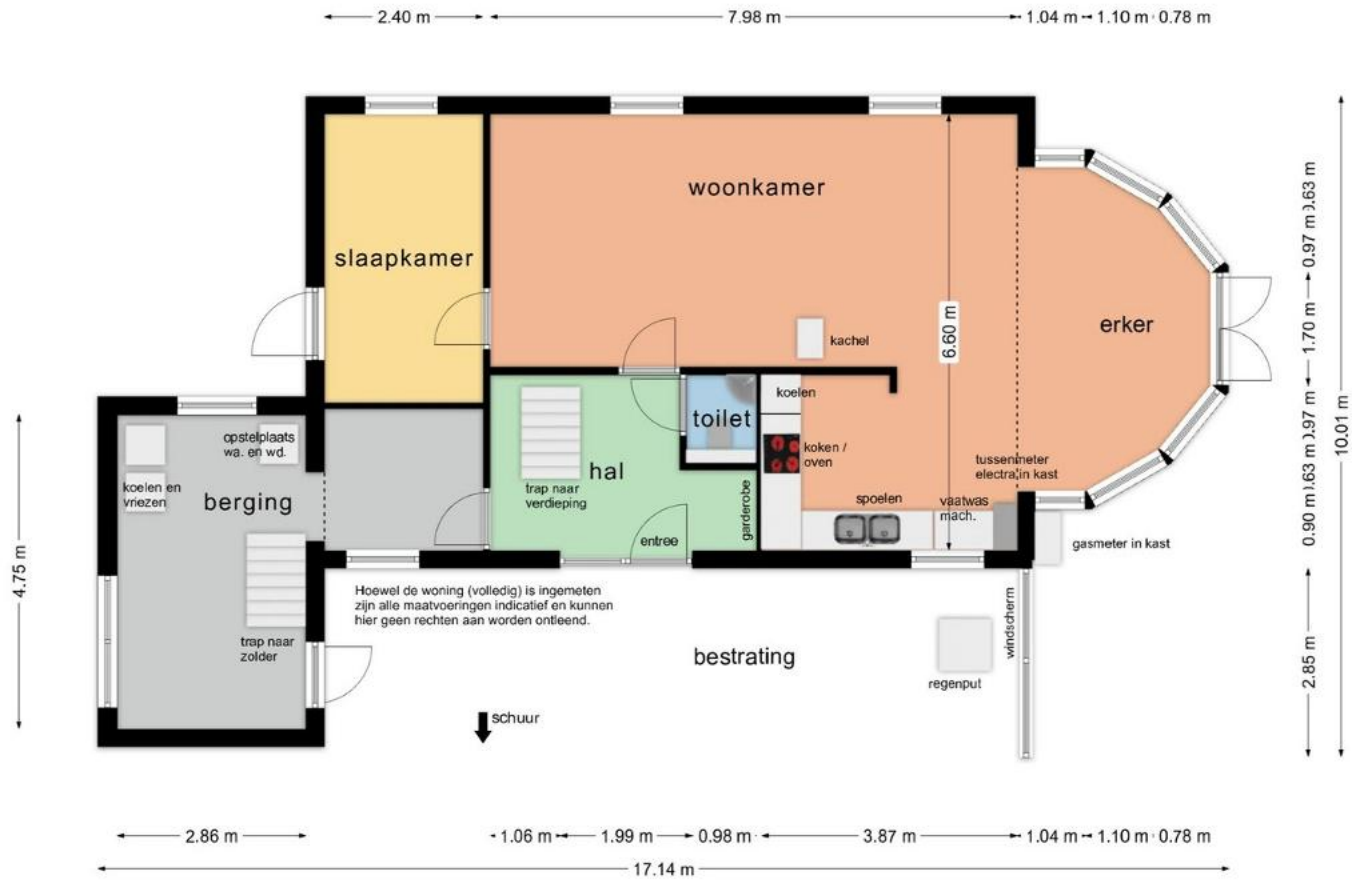 2.40 m
7.98 m
1.04 m
1.10 m
0.78 m
woonkamer
slaapkamer
erker
kachel
6.60 m
koelen
toilet
koken /
oven
hal
trap naar
verdieping
garderobe
entree
spoelen
vaatwas
mach.
tussenmeter
electra in kast
gasmeter in kast
opstelplaats
wa. en wd.
koelen en
vriezen
berging
trap naar
zolder
Hoewel de woning (volledig) is ingemeten
zijn alle maatvoeringen indicatief en kunnen
hier geen rechten aan worden ontleend.
bestrating
windscherm
regenput
schuur
4.75 m
0.63 m
0.97 m
1.70 m
0.97 m
0.63 m
0.90 m
2.85 m
10.01 m
2.86 m
1.06 m
1.99 m
0.98 m
3.87 m
1.04 m
1.10 m
0.78 m
17.14 m